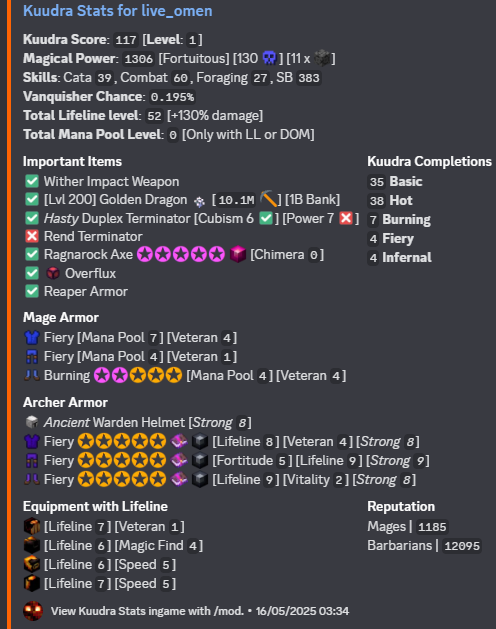 Kuudra Stats for live_omen
Kuudra Score: 117 [Level: 1]
Magical Power: 1306 [Fortuitous] [130 ] [11 x ]
Skills: Cata 39, Combat 60, Foraging 27, SB 383
Vanquisher Chance: 0.195%
Total Lifeline level: 52 [+130% damage]
Total Mana Pool Level: 0 [Only with LL or DOM]
Important Items
Wither Impact Weapon
[Lvl 200] Golden Dragon [10.1M ] [1B Bank]
Hasty Duplex Terminator [Cubism 6 ] [Power 7 ]
Rend Terminator
Ragnarock Axe [Chimera 0]
Overflux
Reaper Armor
Kuudra Completions
35 Basic
38 Hot
7 Burning
4 Fiery
4 Infernal
Mage Armor
Fiery [Mana Pool 7] [Veteran 4]
Fiery [Mana Pool 4] [Veteran 1]
Burning [Mana Pool 4] [Veteran 4]
Archer Armor
Ancient Warden Helmet [Strong 8]
Fiery [Lifeline 8] [Veteran 4] [Strong 8]
Fiery [Fortitude 5] [Lifeline 9] [Strong 9]
Fiery [Lifeline 9] [Vitality 2] [Strong 8]
Equipment with Lifeline
[Lifeline 7] [Veteran 1]
[Lifeline 6] [Magic Find 4]
[Lifeline 6] [Speed 5]
[Lifeline 7] [Speed 5]
Reputation
Mages | 1185
Barbarians | 12095
View Kuudra Stats ingame with /mod. • 16/05/2025 03:34